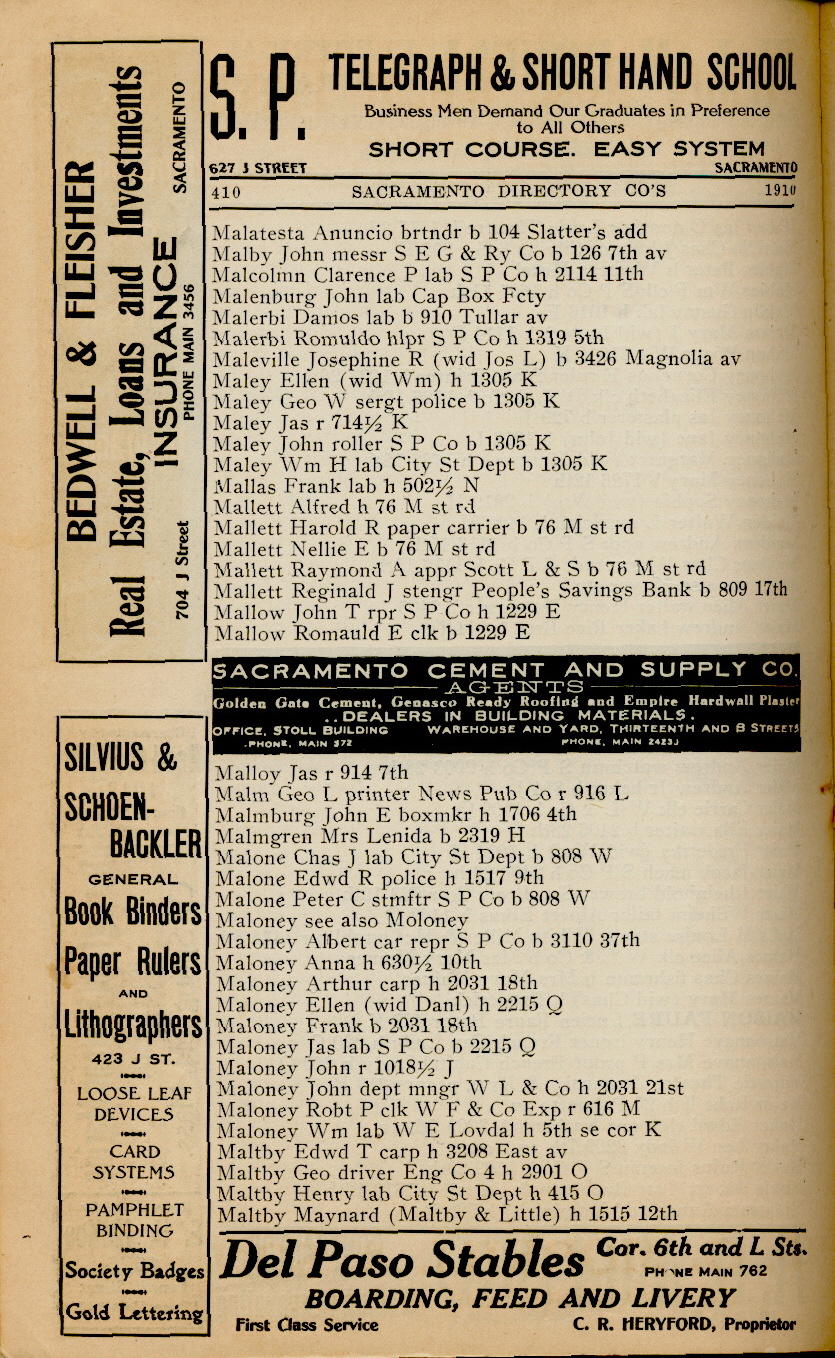 S. P.
TELEGRAPH & SHORT HAND SCHOOL
Business Men Demand Our Graduates in Preference
to All Others
SHORT COURSE. EASY SYSTEM
627 J STREET SACRAMENTO
410 SACRAMENTO DIRECTORY CO'S 1910
BEDWELL & FLEISHER
Real Estate, Loans and Investments
INSURANCE
704 J Street PHONE MAIN 3456 SACRAMENTO
Malatesta Anuncio brtndr b 104 Slatter's add
Malby John messr S E G & Ry Co b 126 7th av
Malcolmn Clarence P lab S P Co h 2114 11th
Malenburg John lab Cap Box Fcty
Malerbi Damos lab b 910 Tullar av
Malerbi Romuldo hlpr S P Co h 1319 5th
Maleville Josephine R (wid Jos L) b 3426 Magnolia av
Maley Ellen (wid Wm) h 1305 K
Maley Geo W sergt police b 1305 K
Maley Jas r 714½ K
Maley John roller S P Co b 1305 K
Maley Wm H lab City St Dept b 1305 K
Mallas Frank lab h 502½ N
Mallett Alfred h 76 M st rd
Mallett Harold R paper carrier b 76 M st rd
Mallett Nellie E b 76 M st rd
Mallett Raymond A appr Scott L & S b 76 M st rd
Mallett Reginald J stengr People's Savings Bank b 809 17th
Mallow John T rpr S P Co h 1229 E
Mallow Romauld E clk b 1229 E
SACRAMENTO CEMENT AND SUPPLY CO.
AGENTS
Golden Gate Cement, Genasco Ready Roofing and Empire Hardwall Plaster
..DEALERS IN BUILDING MATERIALS.
OFFICE, STOLL BUILDING WAREHOUSE AND YARD, THIRTEENTH AND B STREETS
.PHONE, MAIN 372 PHONE, MAIN 2423J
SILVIUS &
SCHOEN-
BACKLER
GENERAL
Book Binders
Paper Rulers
AND
Lithographers
423 J ST.
LOOSE LEAF
DEVICES
CARD
SYSTEMS
PAMPHLET
BINDING
Society Badges
Gold Lettering
Malloy Jas r 914 7th
Malm Geo L printer News Pub Co r 916 L
Malmburg John E boxmkr h 1706 4th
Malmgren Mrs Lenida b 2319 H
Malone Chas J lab City St Dept b 808 W
Malone Edwd R police h 1517 9th
Malone Peter C stmftr S P Co b 808 W
Maloney see also Moloney
Maloney Albert car repr S P Co b 3110 37th
Maloney Anna h 630½ 10th
Maloney Arthur carp h 2031 18th
Maloney Ellen (wid Danl) h 2215 Q
Maloney Frank b 2031 18th
Maloney Jas lab S P Co b 2215 Q
Maloney John r 1018½ J
Maloney John dept mngr W L & Co h 2031 21st
Maloney Robt P clk W F & Co Exp r 616 M
Maloney Wm lab W E Lovdal h 5th se cor K
Maltby Edwd T carp h 3208 East av
Maltby Geo driver Eng Co 4 h 2901 O
Maltby Henry lab City St Dept h 415 O
Maltby Maynard (Maltby & Little) h 1515 12th
Del Paso Stables Cor. 6th and L Sts.
PHONE MAIN 762
BOARDING, FEED AND LIVERY
First Class Service C. R. HERYFORD, Proprietor